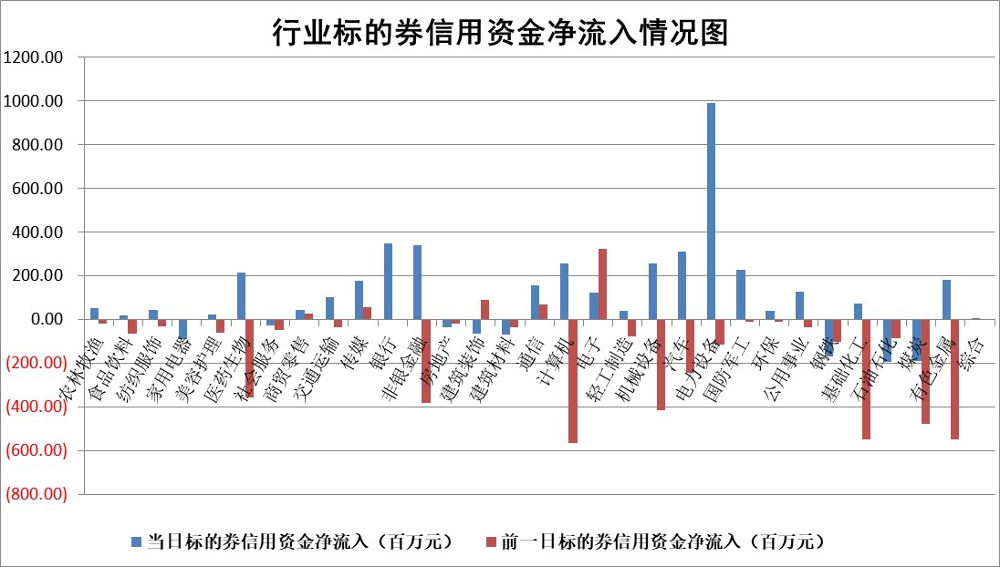 行业标的券信用资金净流入情况图
1200.00
1000.00
800.00
600.00
400.00
200.00
0.00
(200.00)
(400.00)
(600.00)
(800.00)
农林牧渔
食品饮料
纺织服饰
家用电器
美容护理
医药生物
社会服务
商贸零售
交通运输
传媒
银行
非银金融
房地产
建筑装饰
建筑材料
通信
计算机
电子
轻工制造
机械设备
汽车
电力设备
国防军工
环保
公用事业
钢铁
基础化工
石油石化
煤炭
有色金属
综合
当日标的券信用资金净流入（百万元）
前一日标的券信用资金净流入（百万元）